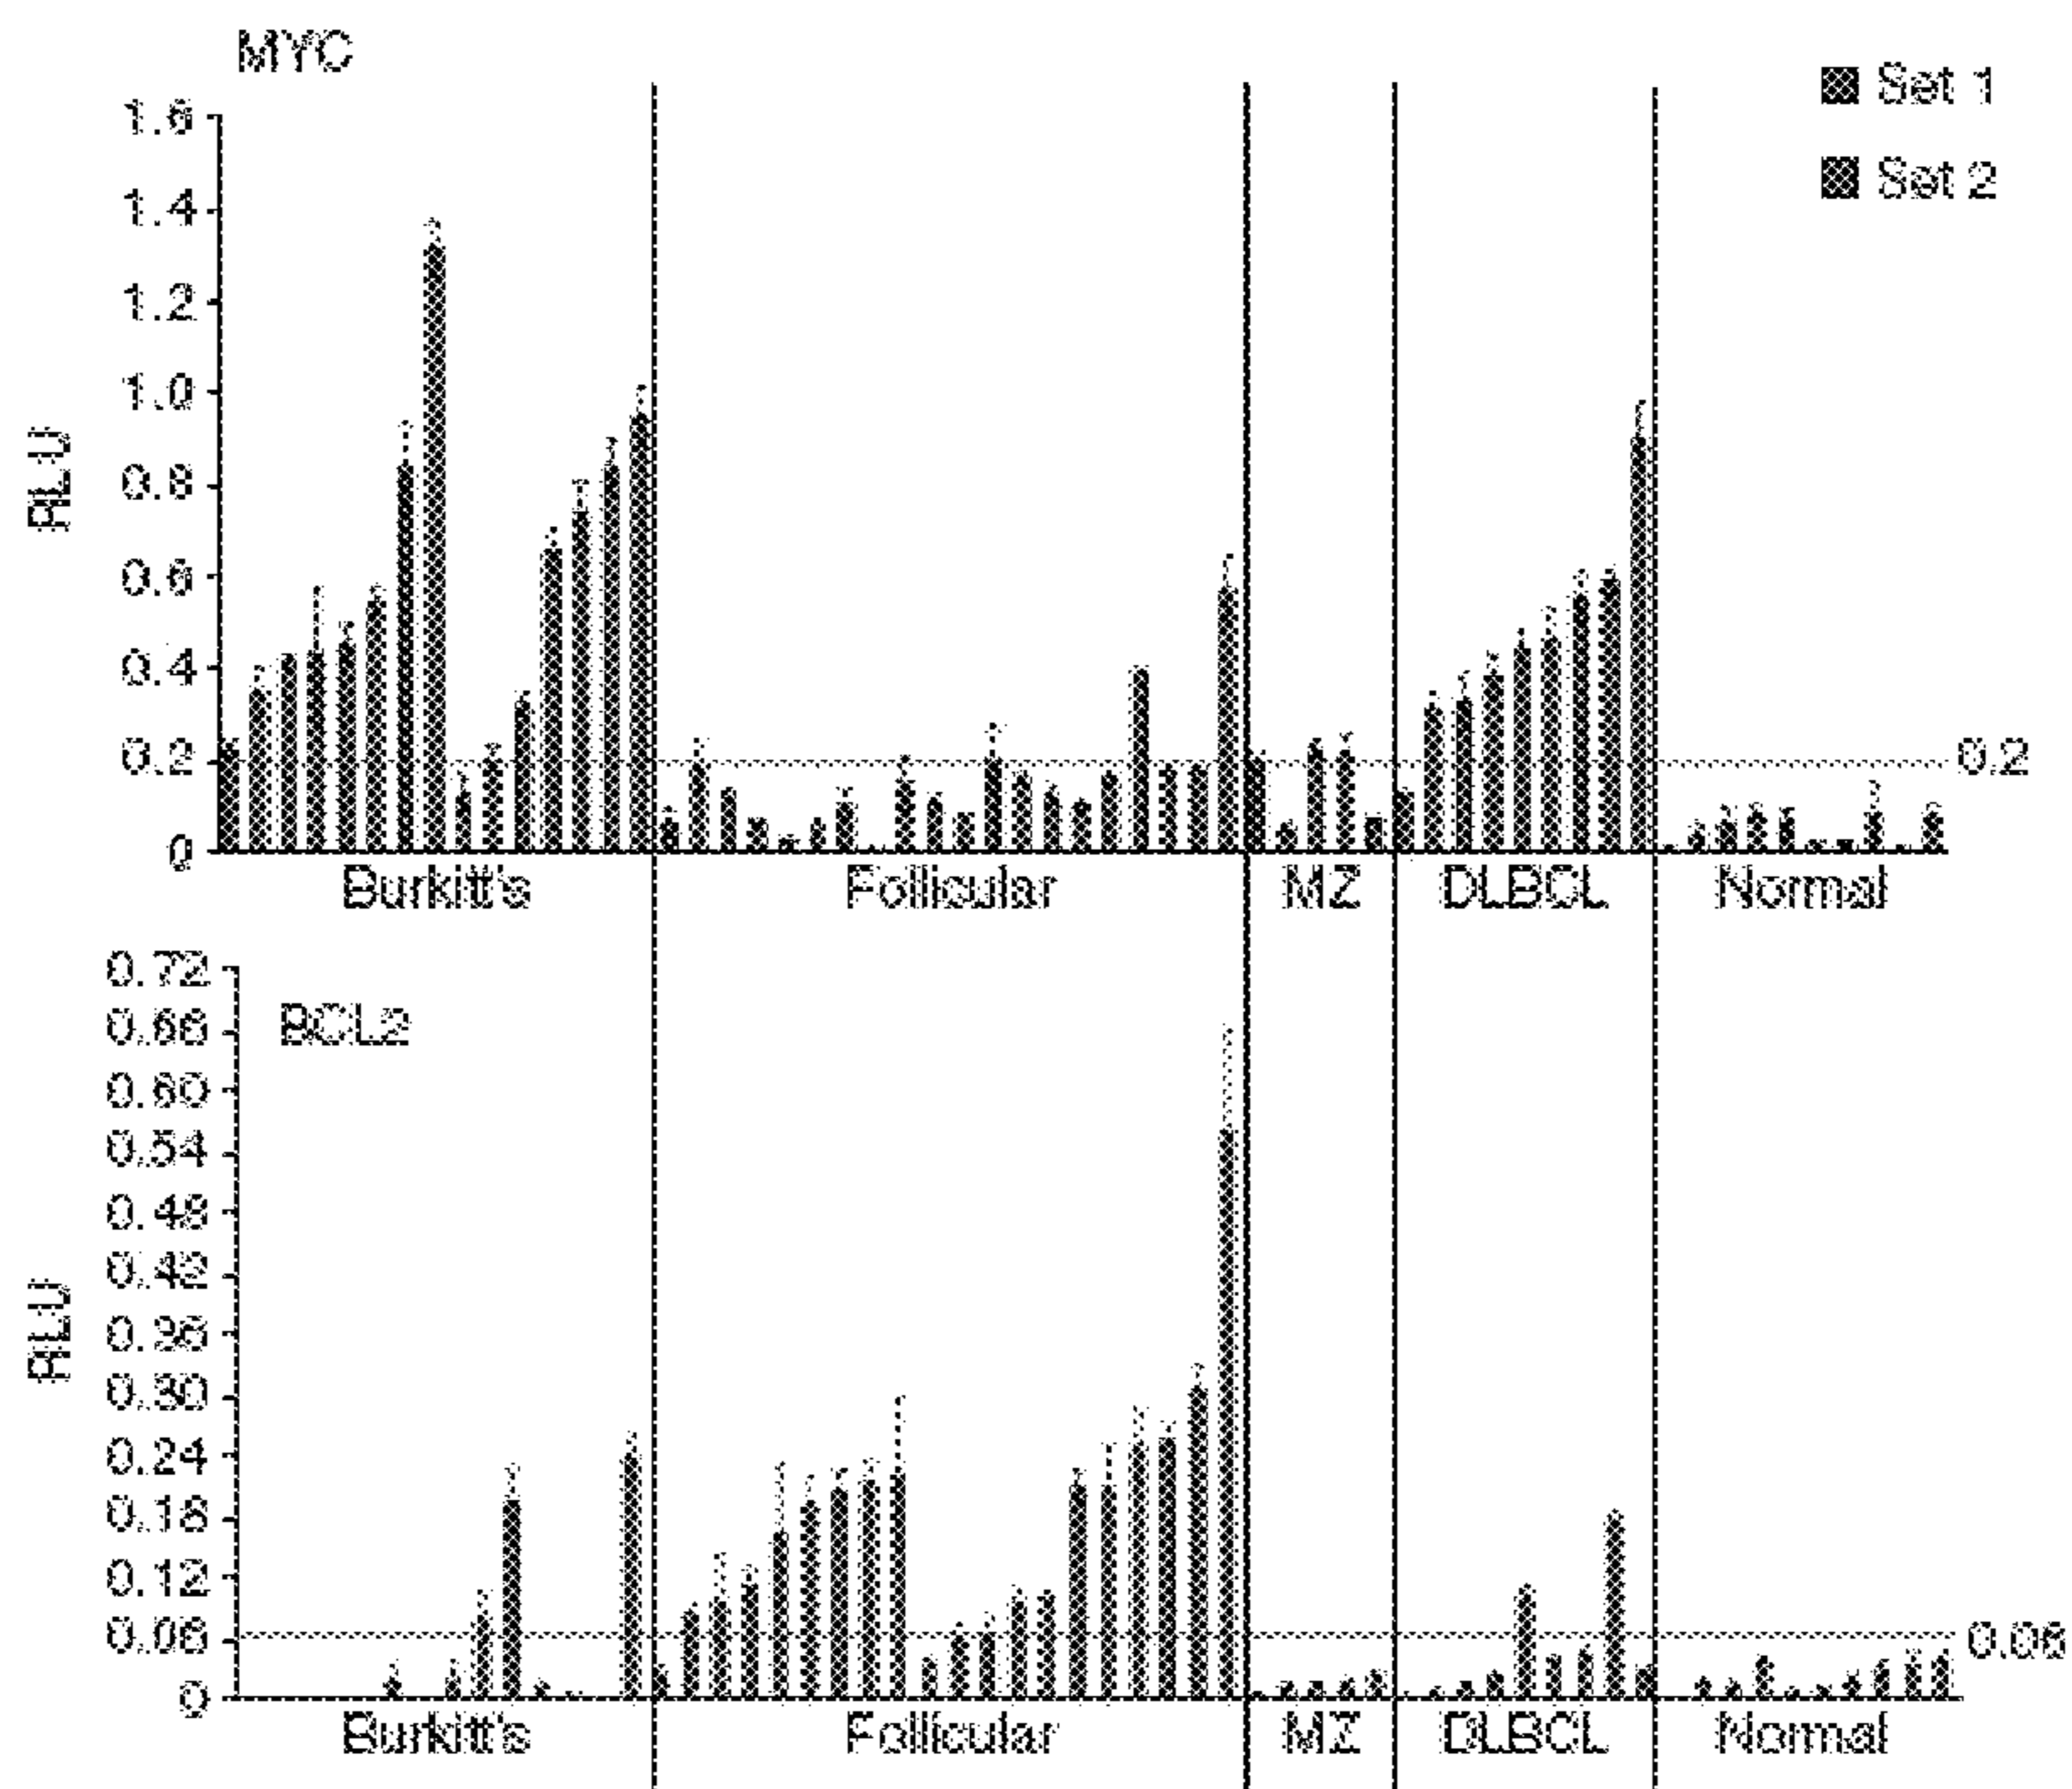 MYC
Set 1
Set 2
RLU
1.6
1.4
1.2
1.0
0.8
0.6
0.4
0.2
0
0.2
Burkitt's
Follicular
MZ
DLBCL
Normal
BCL2
RLU
0.72
0.66
0.60
0.54
0.48
0.42
0.36
0.30
0.24
0.18
0.12
0.06
0
0.06
Burkitt's
Follicular
MZ
DLBCL
Normal